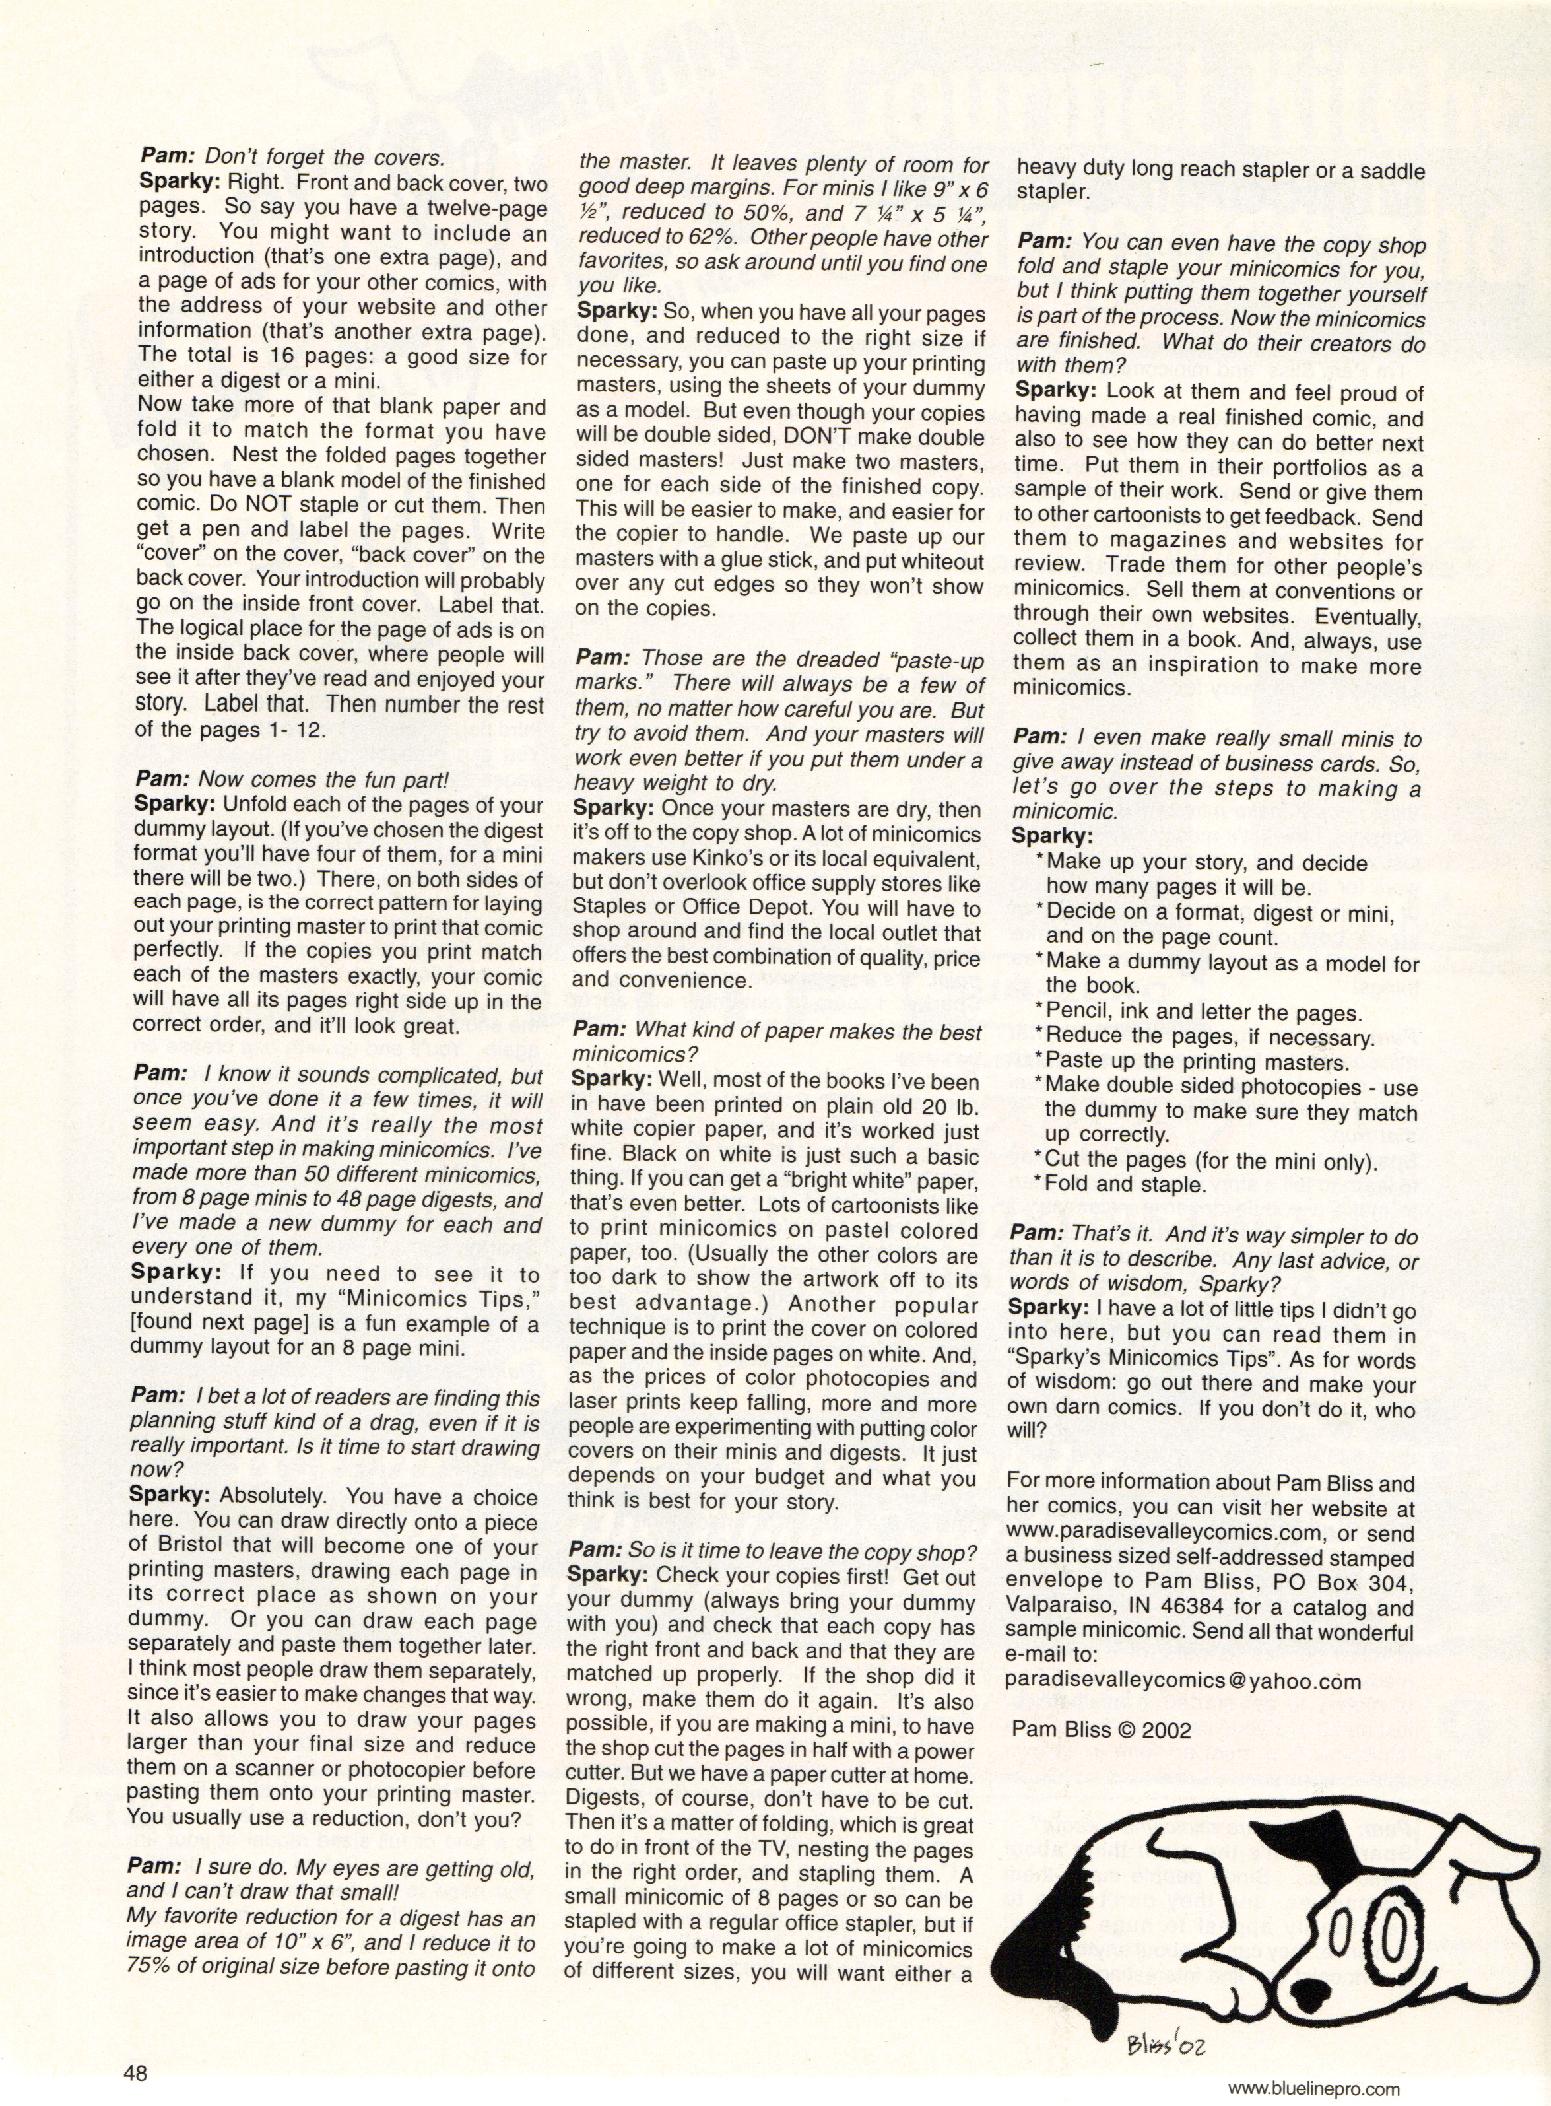 Pam: Don't forget the covers.
Sparky: Right. Front and back cover, two
pages. So say you have a twelve-page
story. You might want to include an
introduction (that's one extra page), and
a page of ads for your other comics, with
the address of your website and other
information (that's another extra page).
The total is 16 pages: a good size for
either a digest or a mini.
Now take more of that blank paper and
fold it to match the format you have
chosen. Nest the folded pages together
so you have a blank model of the finished
comic. Do NOT staple or cut them. Then
get a pen and label the pages. Write
“cover” on the cover, “back cover” on the
back cover. Your introduction will probably
go on the inside front cover. Label that.
The logical place for the page of ads is on
the inside back cover, where people will
see it after they've read and enjoyed your
story. Label that. Then number the rest
of the pages 1- 12.
Pam: Now comes the fun part!
Sparky: Unfold each of the pages of your
dummy layout. (If you've chosen the digest
format you'll have four of them, for a mini
there will be two.) There, on both sides of
each page, is the correct pattern for laying
out your printing master to print that comic
perfectly. If the copies you print match
each of the masters exactly, your comic
will have all its pages right side up in the
correct order, and it'll look great.
Pam: I know it sounds complicated, but
once you've done it a few times, it will
seem easy. And it's really the most
important step in making minicomics. I've
made more than 50 different minicomics,
from 8 page minis to 48 page digests, and
I've made a new dummy for each and
every one of them.
Sparky: If you need to see it to
understand it, my “Minicomics Tips,”
[found next page] is a fun example of a
dummy layout for an 8 page mini.
Pam: I bet a lot of readers are finding this
planning stuff kind of a drag, even if it is
really important. Is it time to start drawing
now?
Sparky: Absolutely. You have a choice
here. You can draw directly onto a piece
of Bristol that will become one of your
printing masters, drawing each page in
its correct place as shown on your
dummy. Or you can draw each page
separately and paste them together later.
I think most people draw them separately,
since it's easier to make changes that way.
It also allows you to draw your pages
larger than your final size and reduce
them on a scanner or photocopier before
pasting them onto your printing master.
You usually use a reduction, don't you?
Pam: I sure do. My eyes are getting old,
and I can't draw that small!
My favorite reduction for a digest has an
image area of 10” x 6”, and I reduce it to
75% of original size before pasting it onto
the master. It leaves plenty of room for
good deep margins. For minis I like 9” x 6
½”, reduced to 50%, and 7 ¼” x 5 ¼”,
reduced to 62%. Other people have other
favorites, so ask around until you find one
you like.
Sparky: So, when you have all your pages
done, and reduced to the right size if
necessary, you can paste up your printing
masters, using the sheets of your dummy
as a model. But even though your copies
will be double sided, DON'T make double
sided masters! Just make two masters,
one for each side of the finished copy.
This will be easier to make, and easier for
the copier to handle. We paste up our
masters with a glue stick, and put whiteout
over any cut edges so they won't show
on the copies.
Pam: Those are the dreaded “paste-up
marks.” There will always be a few of
them, no matter how careful you are. But
try to avoid them. And your masters will
work even better if you put them under a
heavy weight to dry.
Sparky: Once your masters are dry, then
it's off to the copy shop. A lot of minicomics
makers use Kinko's or its local equivalent,
but don't overlook office supply stores like
Staples or Office Depot. You will have to
shop around and find the local outlet that
offers the best combination of quality, price
and convenience.
Pam: What kind of paper makes the best
minicomics?
Sparky: Well, most of the books I've been
in have been printed on plain old 20 lb.
white copier paper, and it's worked just
fine. Black on white is just such a basic
thing. If you can get a “bright white” paper,
that's even better. Lots of cartoonists like
to print minicomics on pastel colored
paper, too. (Usually the other colors are
too dark to show the artwork off to its
best advantage.) Another popular
technique is to print the cover on colored
paper and the inside pages on white. And,
as the prices of color photocopies and
laser prints keep falling, more and more
people are experimenting with putting color
covers on their minis and digests. It just
depends on your budget and what you
think is best for your story.
Pam: So is it time to leave the copy shop?
Sparky: Check your copies first! Get out
your dummy (always bring your dummy
with you) and check that each copy has
the right front and back and that they are
matched up properly. If the shop did it
wrong, make them do it again. It's also
possible, if you are making a mini, to have
the shop cut the pages in half with a power
cutter. But we have a paper cutter at home.
Digests, of course, don't have to be cut.
Then it's a matter of folding, which is great
to do in front of the TV, nesting the pages
in the right order, and stapling them. A
small minicomic of 8 pages or so can be
stapled with a regular office stapler, but if
you're going to make a lot of minicomics
of different sizes, you will want either a
heavy duty long reach stapler or a saddle
stapler.
Pam: You can even have the copy shop
fold and staple your minicomics for you,
but I think putting them together yourself
is part of the process. Now the minicomics
are finished. What do their creators do
with them?
Sparky: Look at them and feel proud of
having made a real finished comic, and
also to see how they can do better next
time. Put them in their portfolios as a
sample of their work. Send or give them
to other cartoonists to get feedback. Send
them to magazines and websites for
review. Trade them for other people's
minicomics. Sell them at conventions or
through their own websites. Eventually,
collect them in a book. And, always, use
them as an inspiration to make more
minicomics.
Pam: I even make really small minis to
give away instead of business cards. So,
let's go over the steps to making a
minicomic.
Sparky:
*Make up your story, and decide
how many pages it will be.
*Decide on a format, digest or mini,
and on the page count.
*Make a dummy layout as a model for
the book.
*Pencil, ink and letter the pages.
*Reduce the pages, if necessary.
*Paste up the printing masters.
*Make double sided photocopies - use
the dummy to make sure they match
up correctly.
*Cut the pages (for the mini only).
*Fold and staple.
Pam: That's it. And it's way simpler to do
than it is to describe. Any last advice, or
words of wisdom, Sparky?
Sparky: I have a lot of little tips I didn't go
into here, but you can read them in
“Sparky's Minicomics Tips”. As for words
of wisdom: go out there and make your
own darn comics. If you don't do it, who
will?
For more information about Pam Bliss and
her comics, you can visit her website at
www.paradisevalleycomics.com, or send
a business sized self-addressed stamped
envelope to Pam Bliss, PO Box 304,
Valparaiso, IN 46384 for a catalog and
sample minicomic. Send all that wonderful
e-mail to:
paradisevalleycomics@yahoo.com
Pam Bliss © 2002
Bliss '02
48
www.bluelinepro.com